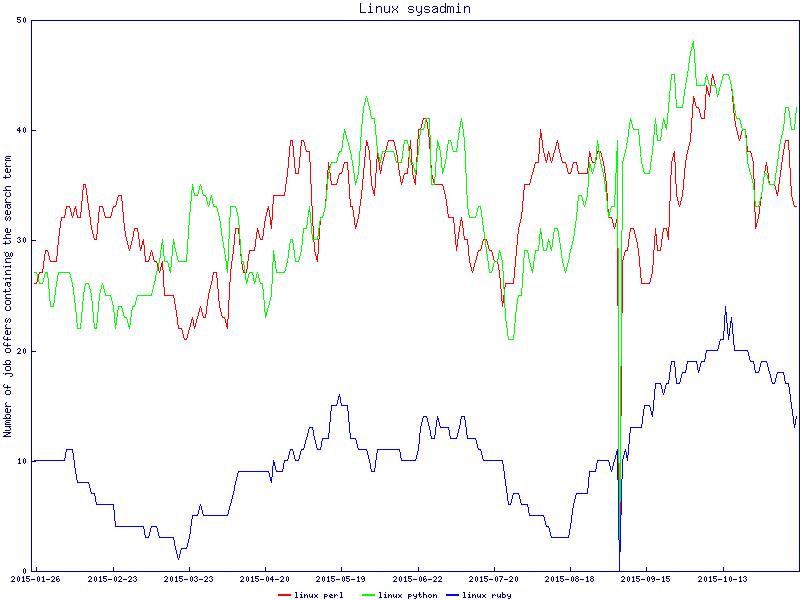 Linux sysadmin
Number of job offers containing the search term
50
40
30
20
10
0
2015-01-26 2015-02-23 2015-03-23 2015-04-20 2015-05-19 2015-06-22 2015-07-20 2015-08-18 2015-09-15 2015-10-13
linux perl linux python linux ruby